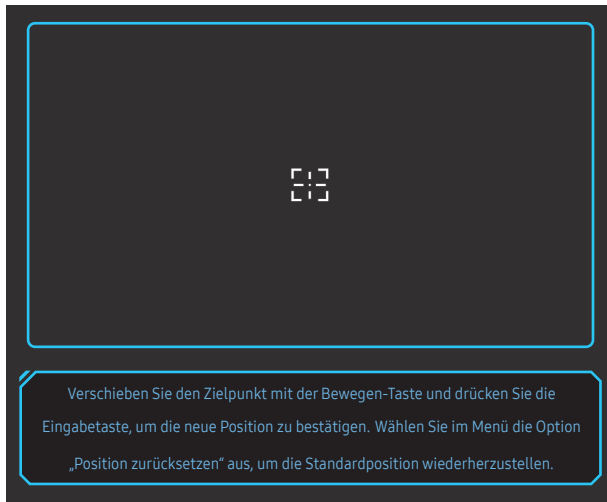 Verschieben Sie den Zielpunkt mit der Bewegen-Taste und drücken Sie die
Eingabetaste, um die neue Position zu bestätigen. Wählen Sie im Menü die Option
„Position zurücksetzen“ aus, um die Standardposition wiederherzustellen.